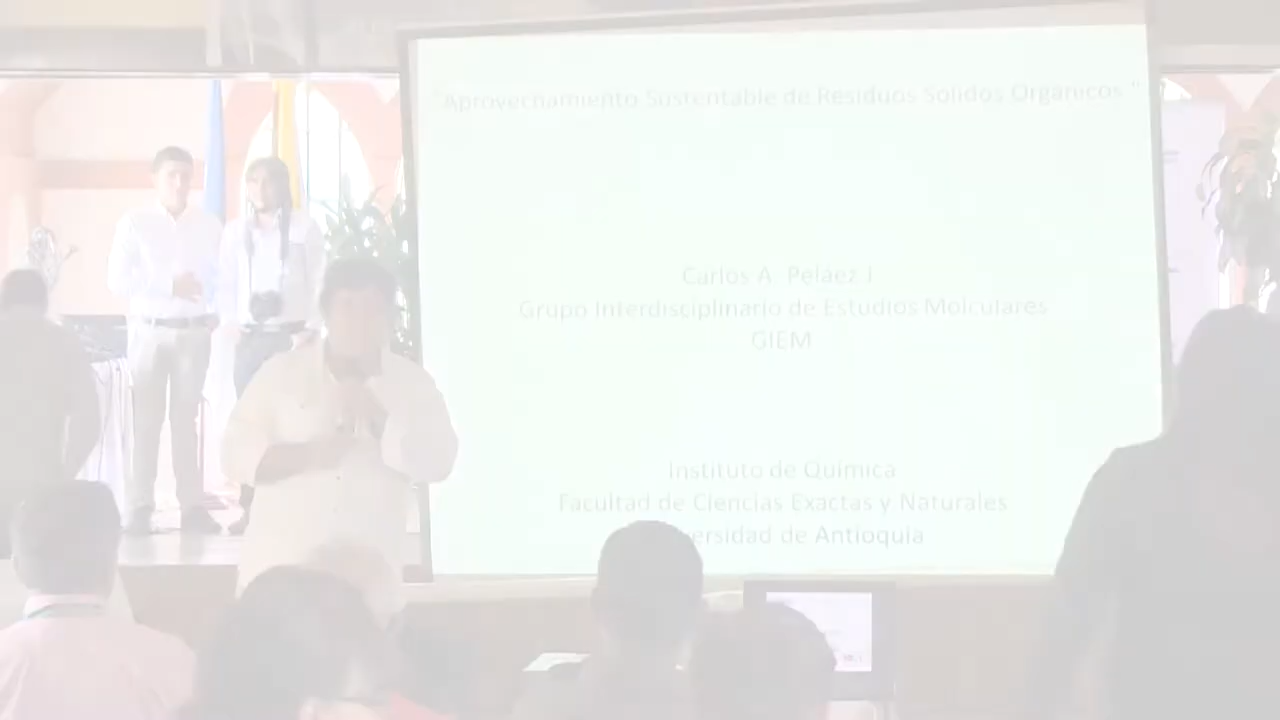 "Aprovechamiento Sustentable de Residuos Solidos Organicos "
Carlos A Peláez J
Grupo Interdisciplinario de Estudios Molculares
GIEM
Instituto de Química
Facultad de Ciencias Exactas y Naturales
ersidad de Antioquia